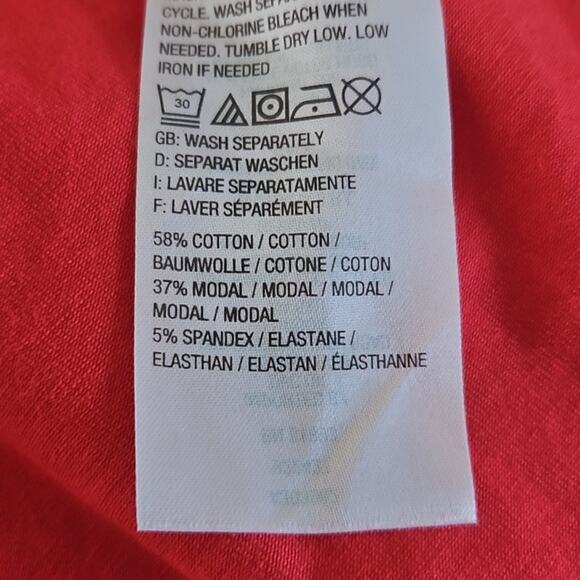 CYCLE. WASH
NON-CHLORINE BLEACH WHEN
NEEDED. TUMBLE DRY LOW. LOW
IRON IF NEEDED
30
GB: WASH SEPARATELY
D: SEPARAT WASCHEN
I: LAVARE SEPARATAMENTE
F: LAVER SÉPARÉMENT
58% COTTON / COTTON /
BAUMWOLLE / COTONE / COTON
37% MODAL / MODAL / MODAL /
MODAL / MODAL
5% SPANDEX / ELASTANE /
ELASTHAN / ELASTAN / ÉLASTHANNE